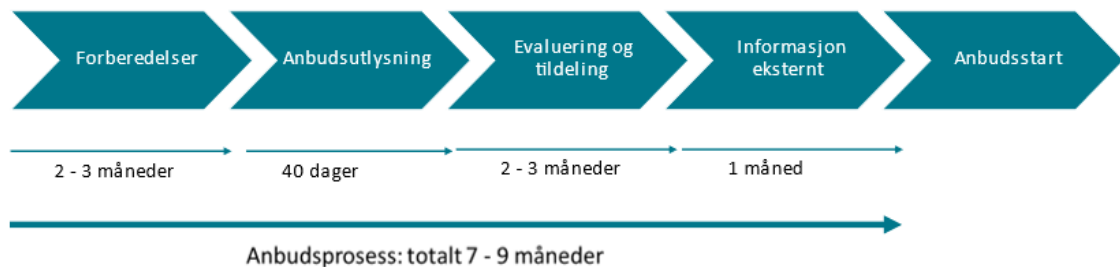 Forberedelser
Anbudsutlysning
Evaluering og
tildeling
Informasjon
eksternt
Anbudsstart
2 - 3 måneder
40 dager
2 - 3 måneder
1 måned
Anbudsprosess: totalt 7 - 9 måneder